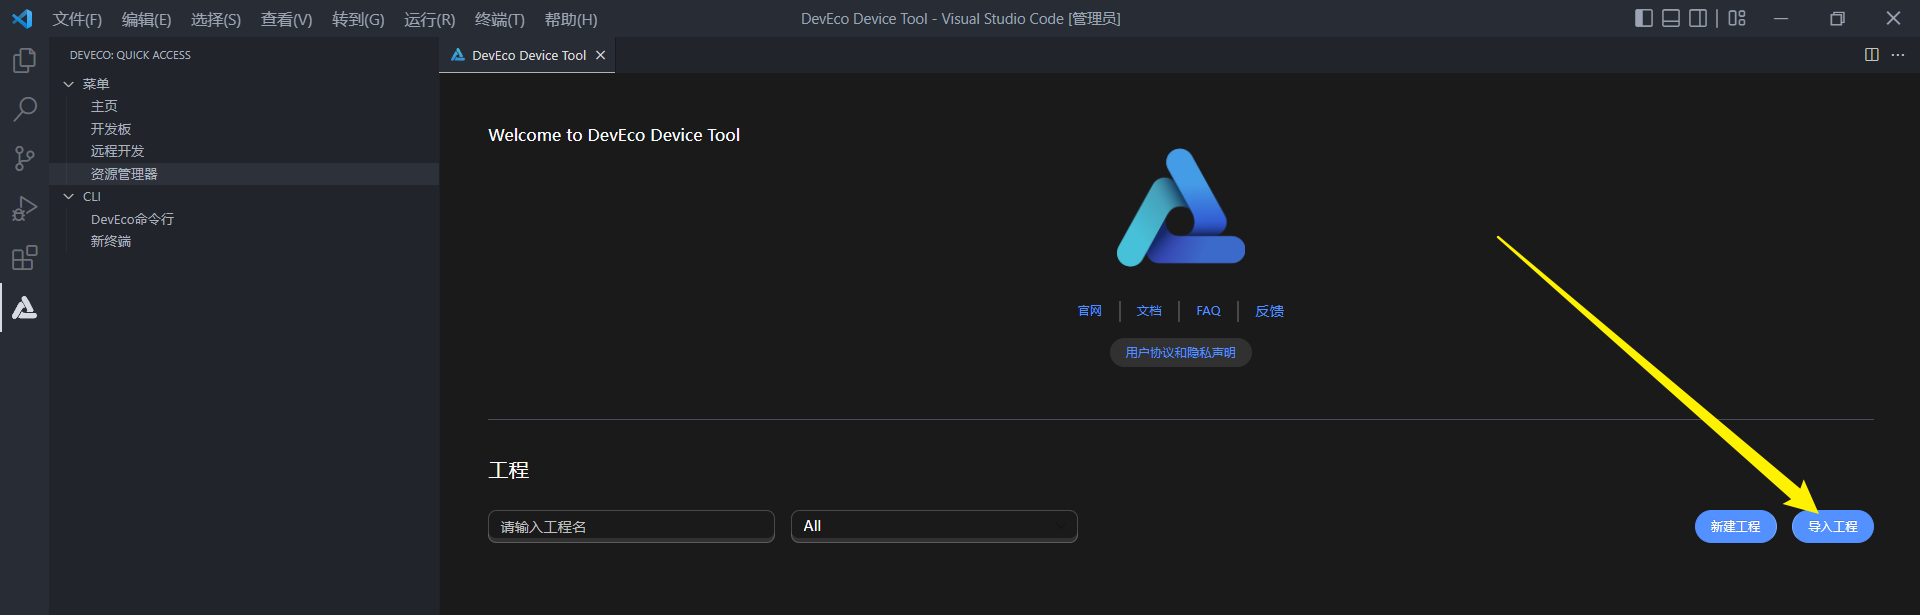 文件(F) 编辑(E) 选择(S) 查看(V) 转到(G) 运行(R) 终端(T) 帮助(H) DevEco Device Tool - Visual Studio Code [管理员]
DEVECO: QUICK ACCESS
菜单
主页
开发板
远程开发
资源管理器
CLI
DevEco命令行
新终端
DevEco Device Tool
Welcome to DevEco Device Tool
官网 文档 FAQ 反馈
用户协议和隐私声明
工程
请输入工程名 All 新建工程 导入工程